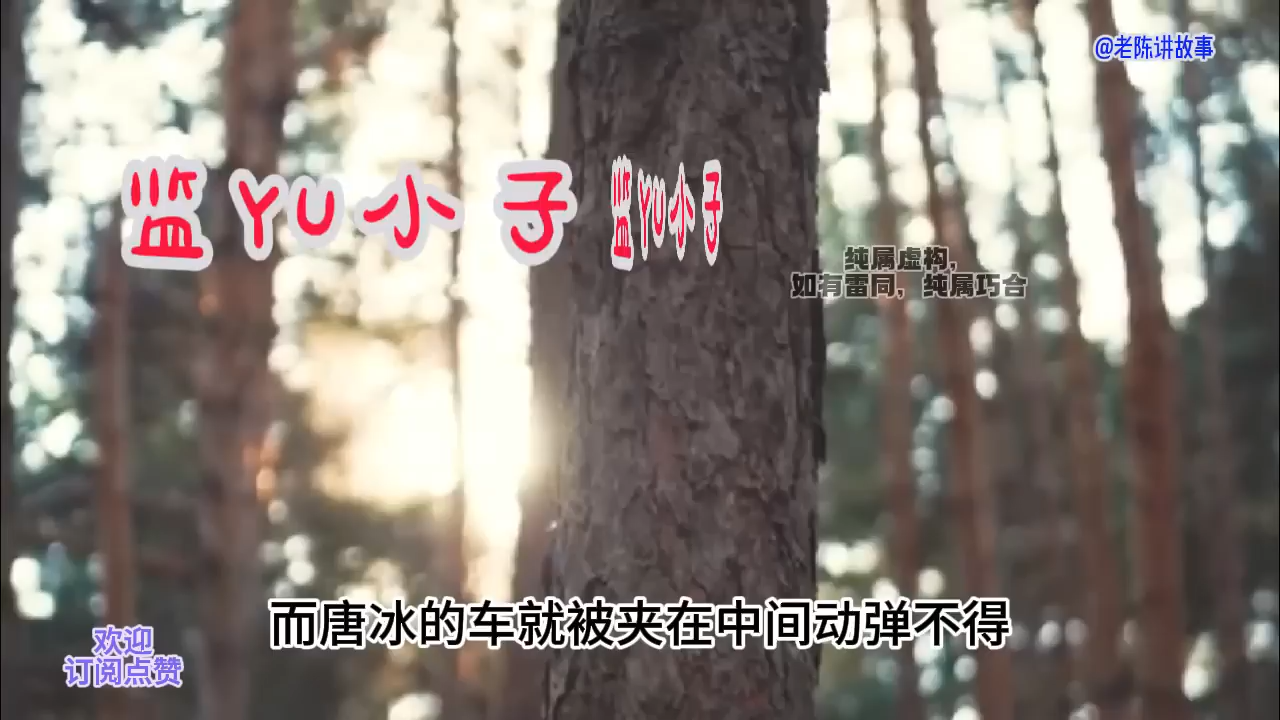 @老陈讲故事
监YU小子 监YU小子
纯属虚构，
如有雷同，纯属巧合
而唐冰的车就被夹在中间动弹不得
欢迎
订阅点赞